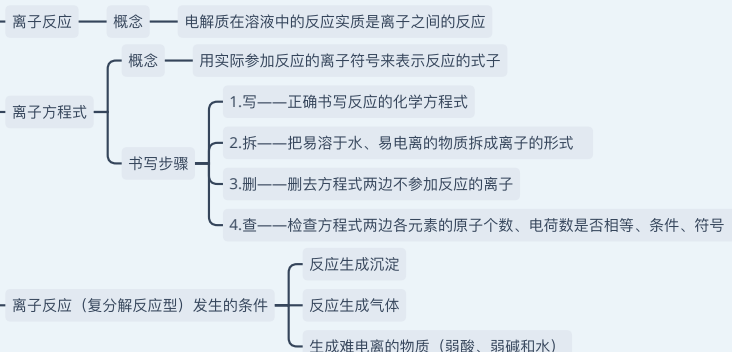 离子反应
概念
电解质在溶液中的反应实质是离子之间的反应
离子方程式
概念
用实际参加反应的离子符号来表示反应的式子
书写步骤
1.写——正确书写反应的化学方程式
2.拆——把易溶于水、易电离的物质拆成离子的形式
3.删——删去方程式两边不参加反应的离子
4.查——检查方程式两边各元素的原子个数、电荷数是否相等、条件、符号
离子反应（复分解反应型）发生的条件
反应生成沉淀
反应生成气体
生成难电离的物质（弱酸、弱碱和水）